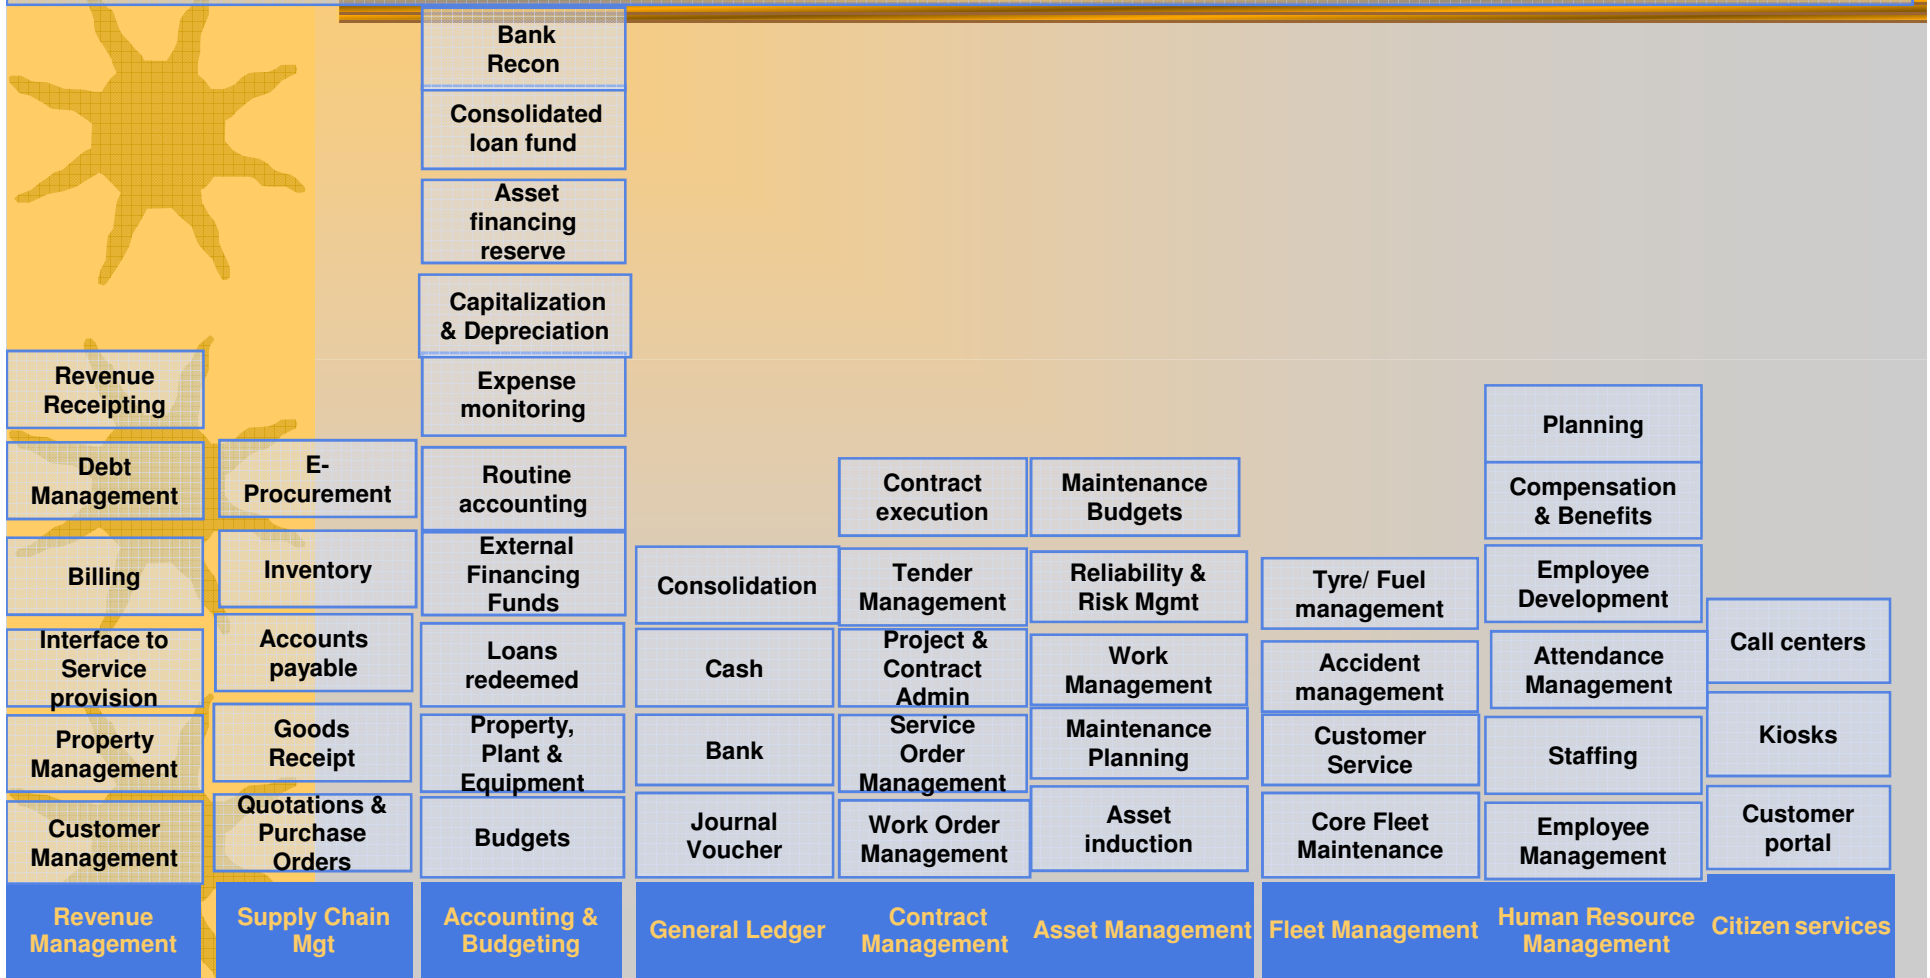 Revenue
Receipting
Debt
Management
Billing
Interface to
Service
provision
Property
Management
Customer
Management
Revenue
Management
E-
Procurement
Inventory
Accounts
payable
Goods
Receipt
Quotations &
Purchase
Orders
Supply Chain
Mgt
Bank
Recon
Consolidated
loan fund
Asset
financing
reserve
Capitalization
& Depreciation
Expense
monitoring
Routine
accounting
External
Financing
Funds
Loans
redeemed
Property,
Plant &
Equipment
Budgets
Accounting &
Budgeting
Consolidation
Cash
Bank
Journal
Voucher
General Ledger
Contract
execution
Tender
Management
Project &
Contract
Admin
Service
Order
Management
Work Order
Management
Contract
Management
Maintenance
Budgets
Reliability &
Risk Mgmt
Work
Management
Maintenance
Planning
Asset
induction
Asset Management
Tyre/ Fuel
management
Accident
management
Customer
Service
Core Fleet
Maintenance
Fleet Management
Planning
Compensation
& Benefits
Employee
Development
Attendance
Management
Staffing
Employee
Management
Human Resource
Management
Call centers
Kiosks
Customer
portal
Citizen services